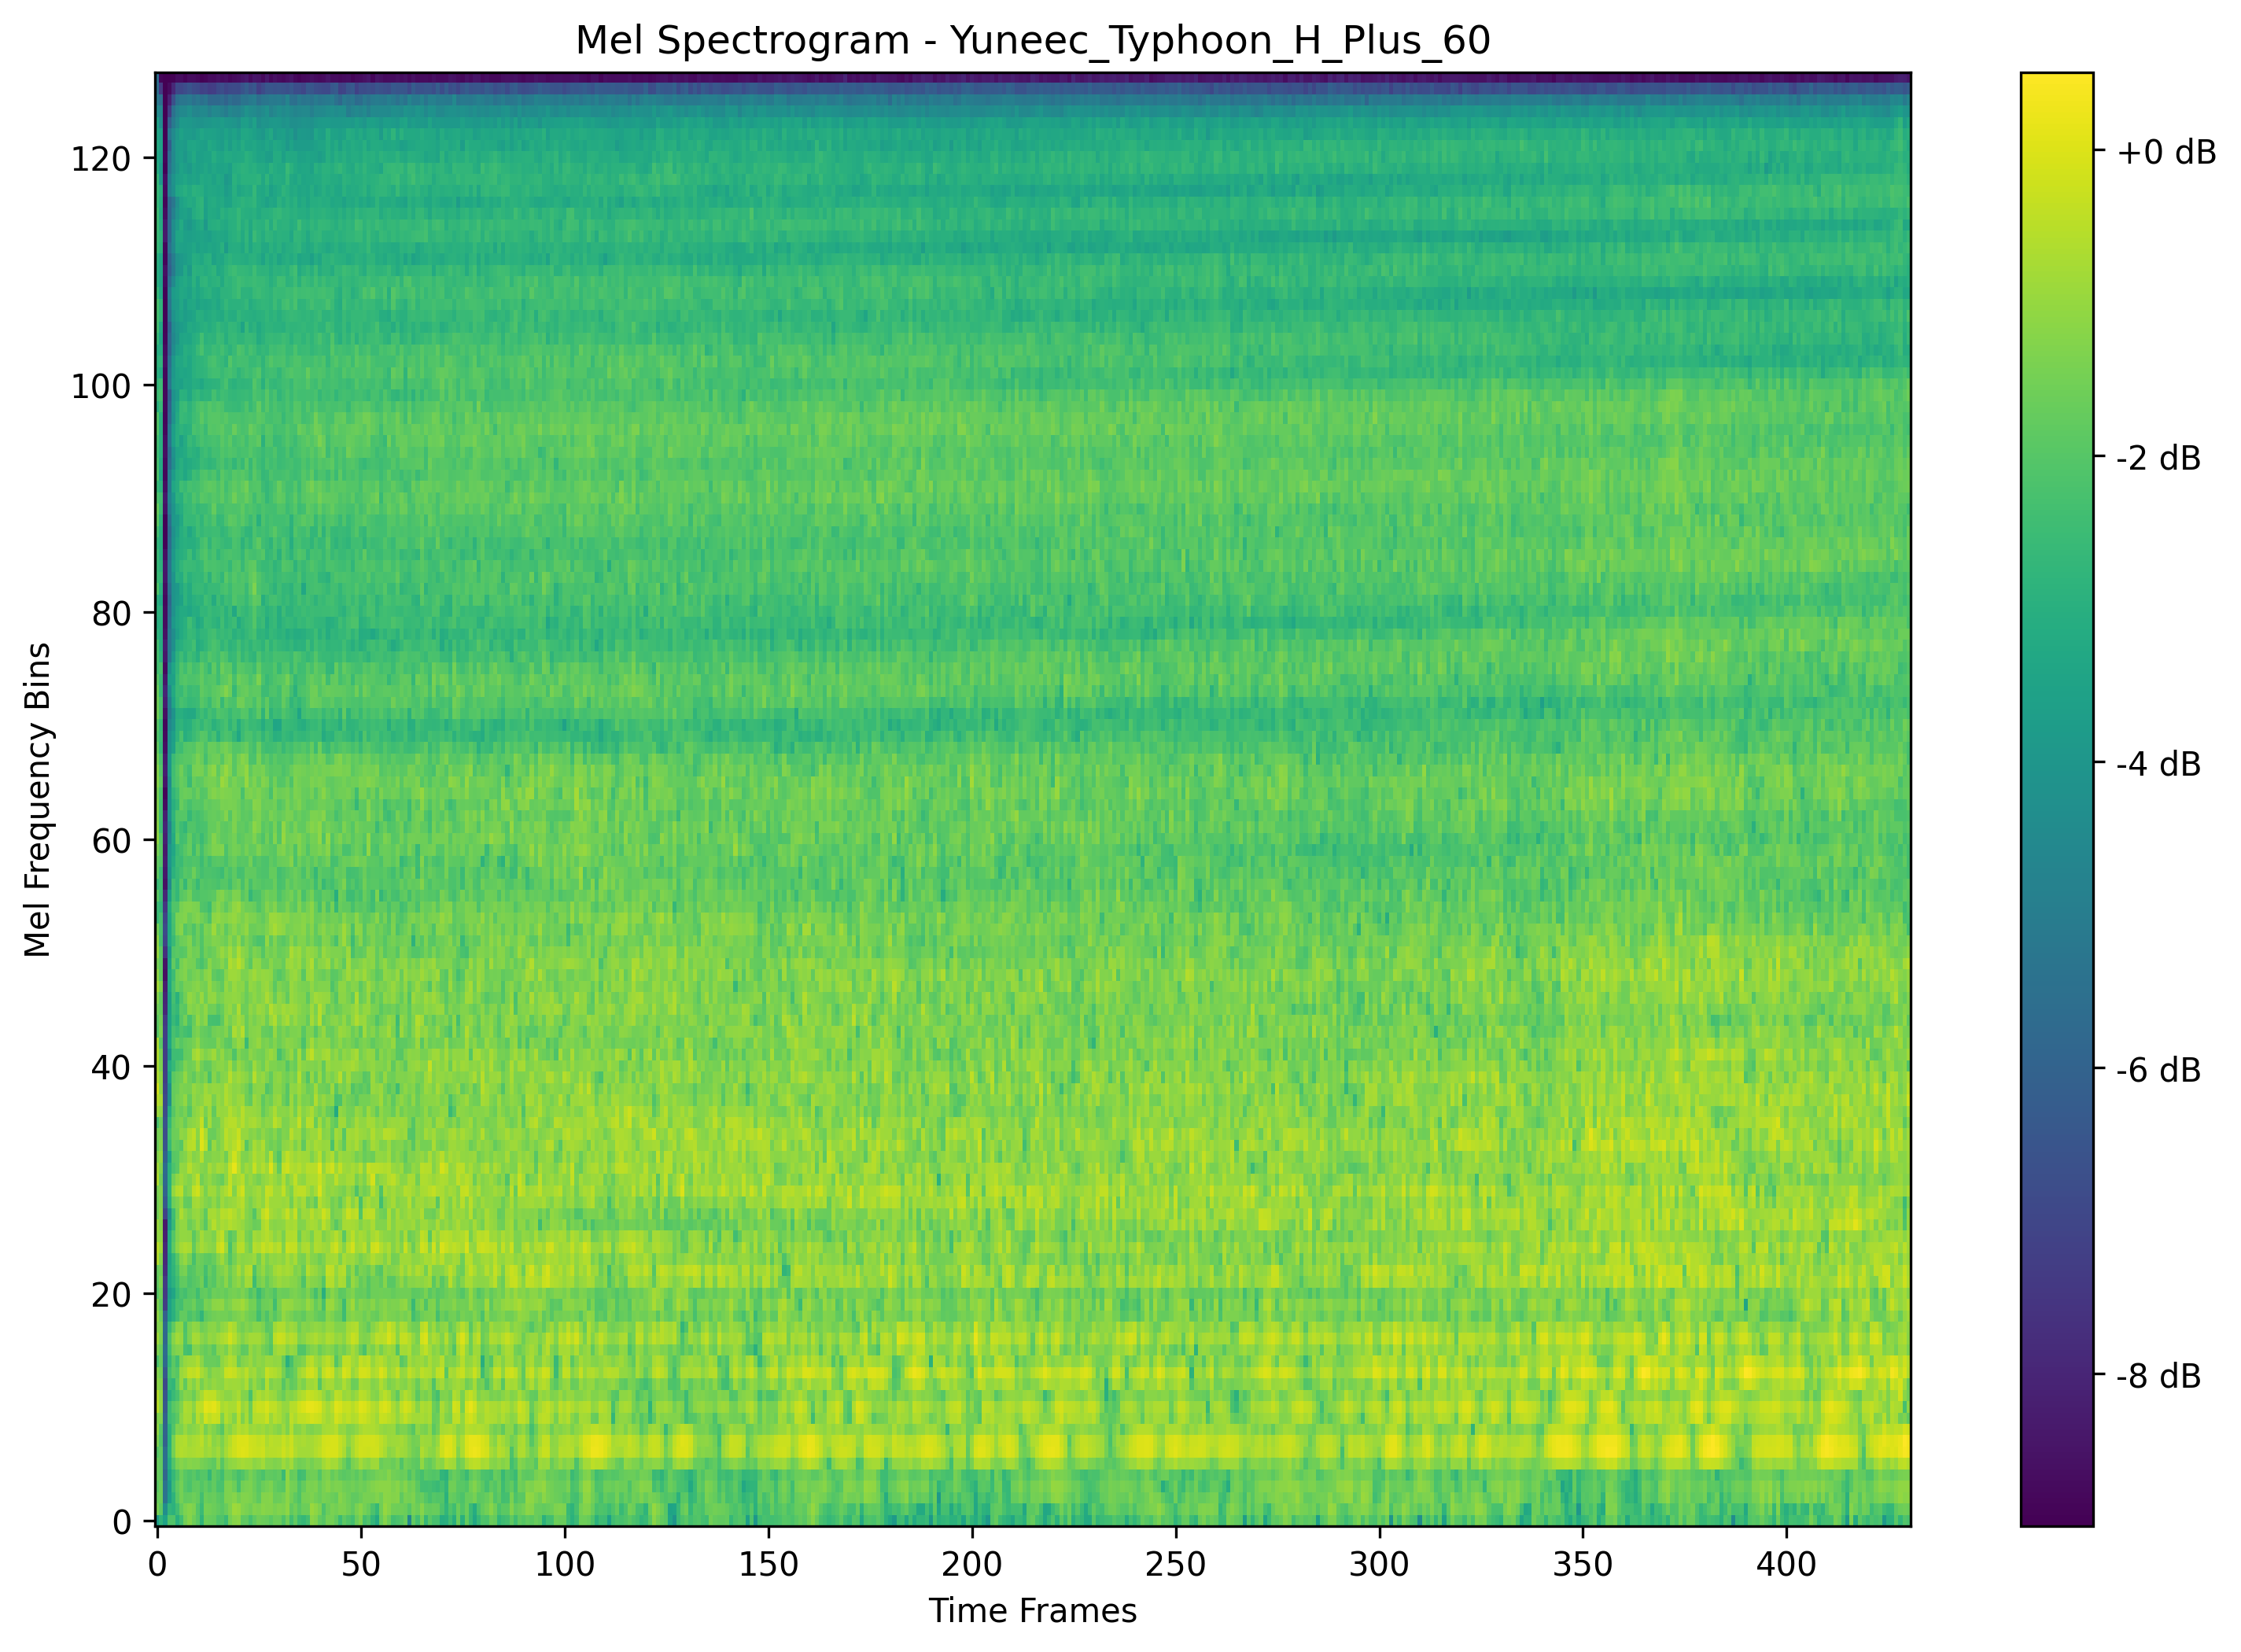 Mel Spectrogram - Yuneec_Typhoon_H_Plus_60
Mel Frequency Bins
120
100
80
60
40
20
0
0 50 100 150 200 250 300 350 400
Time Frames
+0 dB
-2 dB
-4 dB
-6 dB
-8 dB